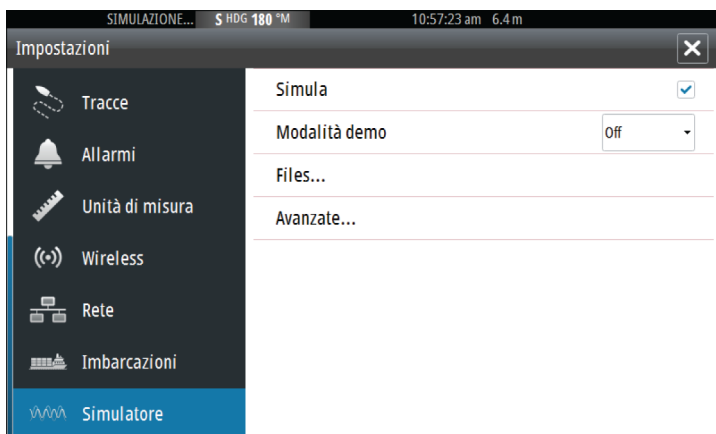 SIMULAZIONE... S HDG 180 °M 10:57:23 am 6.4 m
Impostazioni
Tracce
Allarmi
Unità di misura
Wireless
Rete
Imbarcazioni
Simulatore
Simula
Modalità demo Off
Files...
Avanzate...